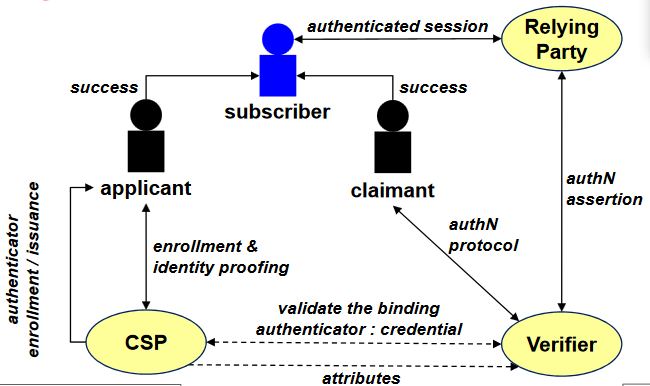 authenticated session
Relying
Party
success
success
subscriber
applicant
claimant
authN
assertion
authenticator
enrollment / issuance
enrollment &
identity proofing
authN
protocol
validate the binding
authenticator : credential
CSP
Verifier
attributes